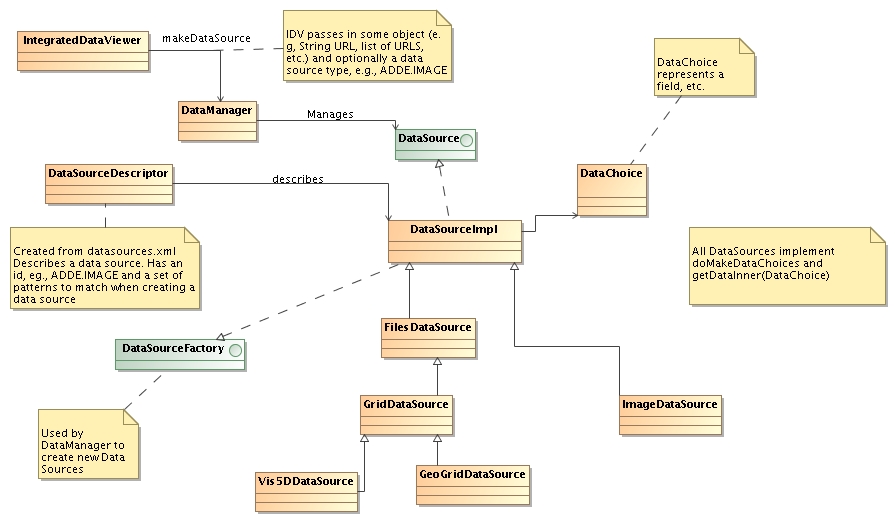 IntegratedDataViewer
makeDataSource
IDV passes in some object (e.
g, String URL, list of URLS,
etc.) and optionally a data
source type, e.g., ADDE.IMAGE
DataChoice
represents a
field, etc.
DataManager
Manages
DataSource
DataSourceDescriptor
describes
DataChoice
DataSourceImpl
Created from datasources.xml
Describes a data source. Has an
id, eg., ADDE.IMAGE and a set of
patterns to match when creating a
data source
All DataSources implement
doMakeDataChoices and
getDataInner(DataChoice)
FilesDataSource
DataSourceFactory
GridDataSource
ImageDataSource
Used by
DataManager to
create new Data
Sources
Vis5DDataSource
GeoGridDataSource